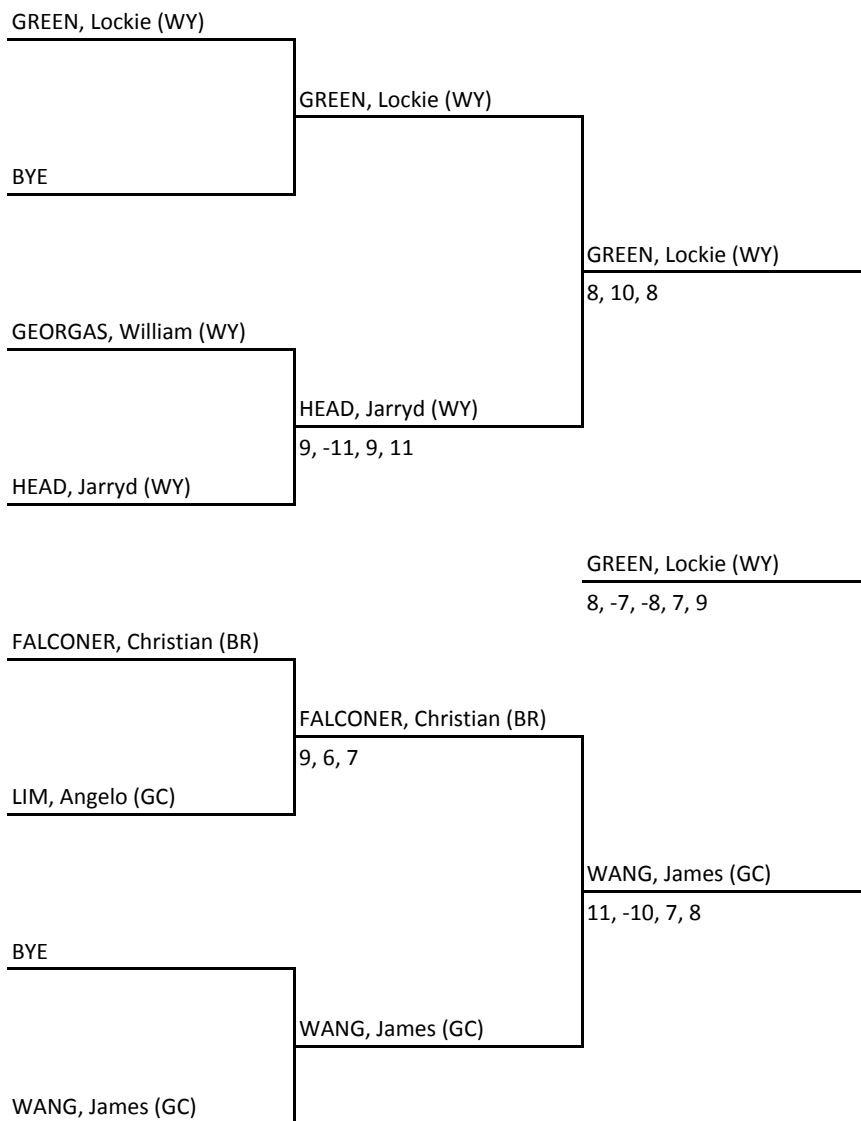 GREEN, Lockie (WY)
GREEN, Lockie (WY)
BYE
GREEN, Lockie (WY)
8, 10, 8
GEORGAS, William (WY)
HEAD, Jarryd (WY)
9, -11, 9, 11
HEAD, Jarryd (WY)
GREEN, Lockie (WY)
8, -7, -8, 7, 9
FALCONER, Christian (BR)
FALCONER, Christian (BR)
9, 6, 7
LIM, Angelo (GC)
WANG, James (GC)
11, -10, 7, 8
BYE
WANG, James (GC)
WANG, James (GC)